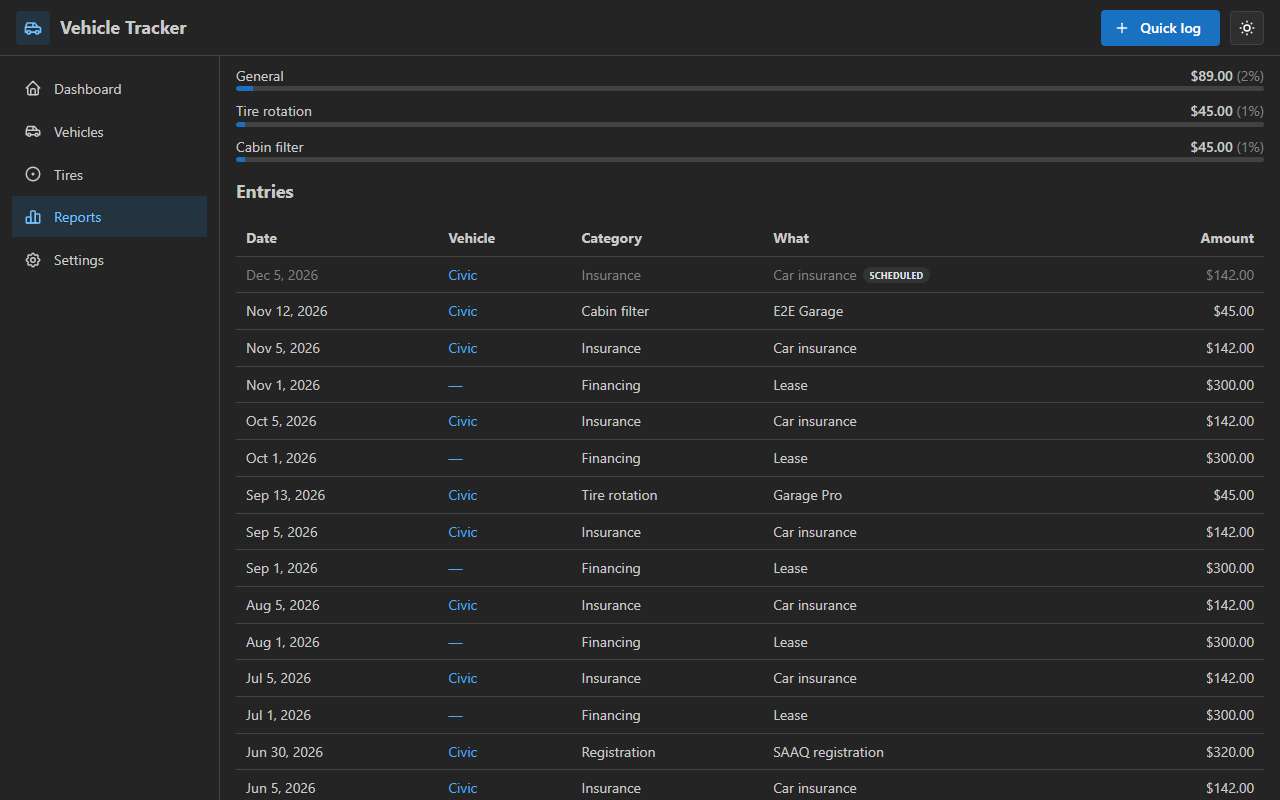 Vehicle Tracker
+ Quick log
Dashboard
Vehicles
Tires
Reports
Settings
General $89.00 (2%)
Tire rotation $45.00 (1%)
Cabin filter $45.00 (1%)
Entries
Date Vehicle Category What Amount
Dec 5, 2026 Civic Insurance Car insurance SCHEDULED $142.00
Nov 12, 2026 Civic Cabin filter E2E Garage $45.00
Nov 5, 2026 Civic Insurance Car insurance $142.00
Nov 1, 2026 — Financing Lease $300.00
Oct 5, 2026 Civic Insurance Car insurance $142.00
Oct 1, 2026 — Financing Lease $300.00
Sep 13, 2026 Civic Tire rotation Garage Pro $45.00
Sep 5, 2026 Civic Insurance Car insurance $142.00
Sep 1, 2026 — Financing Lease $300.00
Aug 5, 2026 Civic Insurance Car insurance $142.00
Aug 1, 2026 — Financing Lease $300.00
Jul 5, 2026 Civic Insurance Car insurance $142.00
Jul 1, 2026 — Financing Lease $300.00
Jun 30, 2026 Civic Registration SAAQ registration $320.00
Jun 5, 2026 Civic Insurance Car insurance $142.00